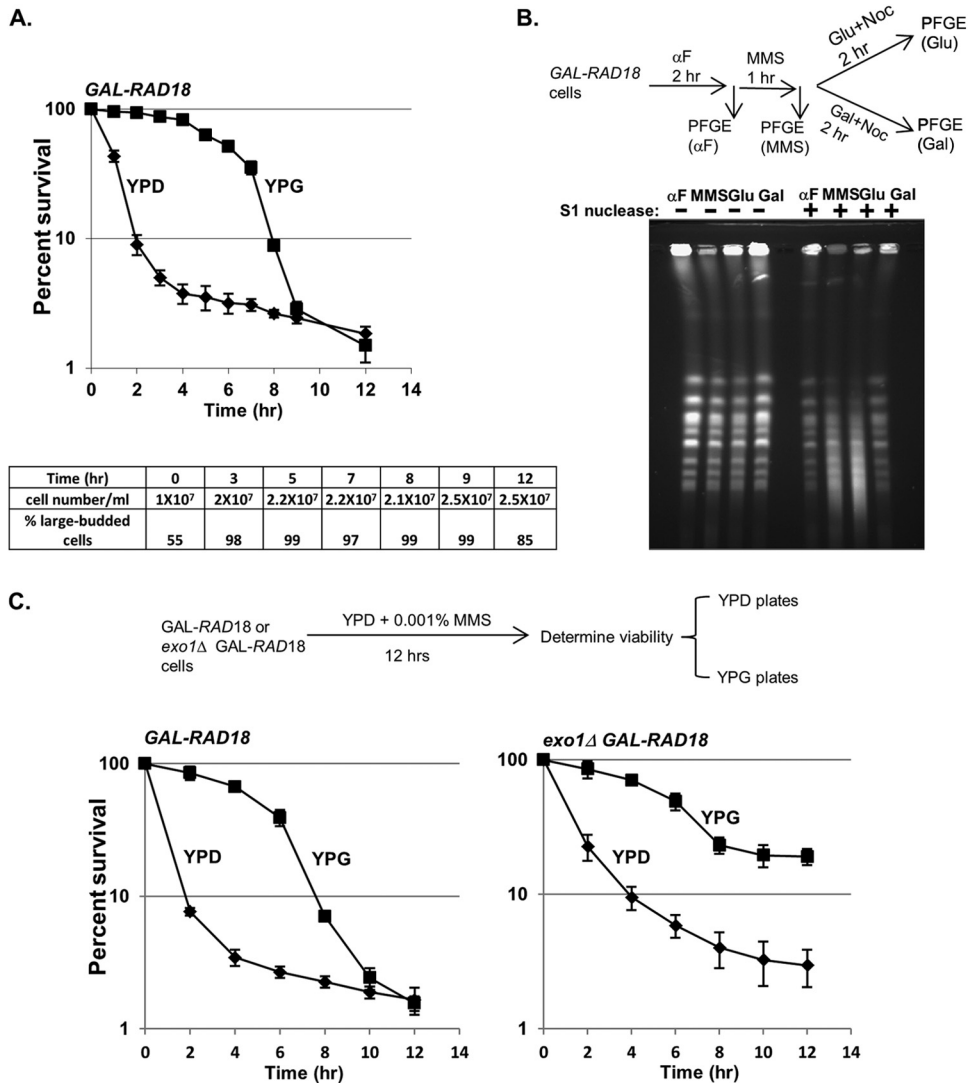 A.
GAL-RAD18
100
10
1
Percent survival
YPD
YPG
0 2 4 6 8 10 12 14
Time (hr)
Time (hr) 0 3 5 7 8 9 12
cell number/ml 1X10⁷ 2X10⁷ 2.2X10⁷ 2.2X10⁷ 2.1X10⁷ 2.5X10⁷ 2.5X10⁷
% large-budded
cells 55 98 99 97 99 99 85
B.
GAL-RAD18
cells
αF
2 hr
MMS
1 hr
Glu+Noc
2 hr
PFGE
(Glu)
PFGE
(αF)
PFGE
(MMS)
Gal+Noc
2 hr
PFGE
(Gal)
αF MMS Glu Gal αF MMS Glu Gal
S1 nuclease: - - - - + + + +
C.
GAL-RAD18 or
exo1Δ GAL-RAD18
cells
YPD + 0.001% MMS
12 hrs
Determine viability
YPD plates
YPG plates
GAL-RAD18
100
10
1
Percent survival
YPD
YPG
0 2 4 6 8 10 12 14
Time (hr)
exo1Δ GAL-RAD18
100
10
1
YPG
YPD
0 2 4 6 8 10 12 14
Time (hr)